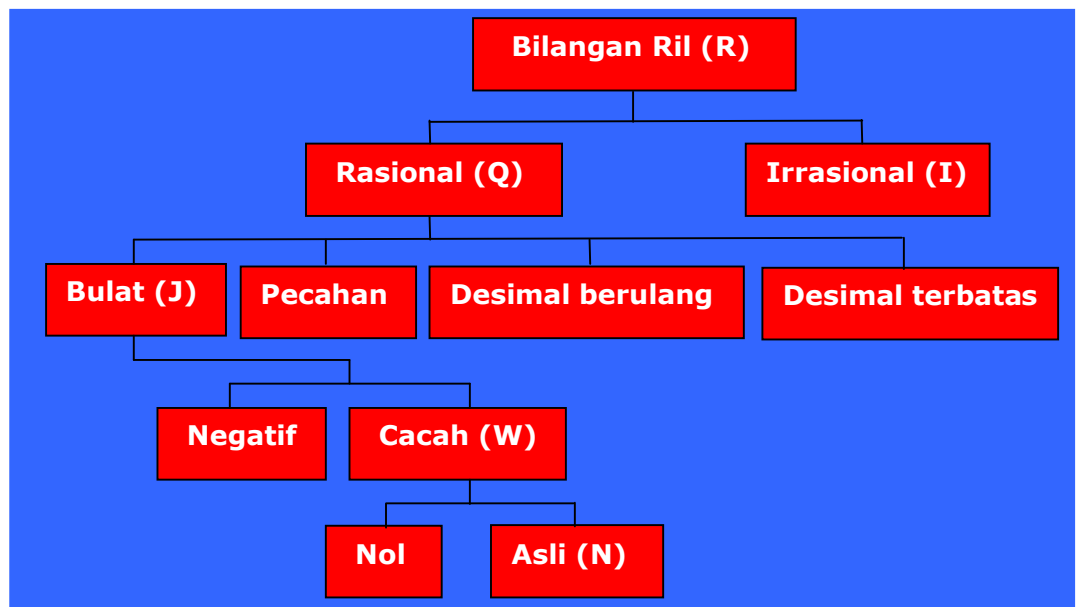 Bilangan Ril (R)
Rasional (Q)
Irrasional (I)
Bulat (J)
Pecahan
Desimal berulang
Desimal terbatas
Negatif
Cacah (W)
Nol
Asli (N)